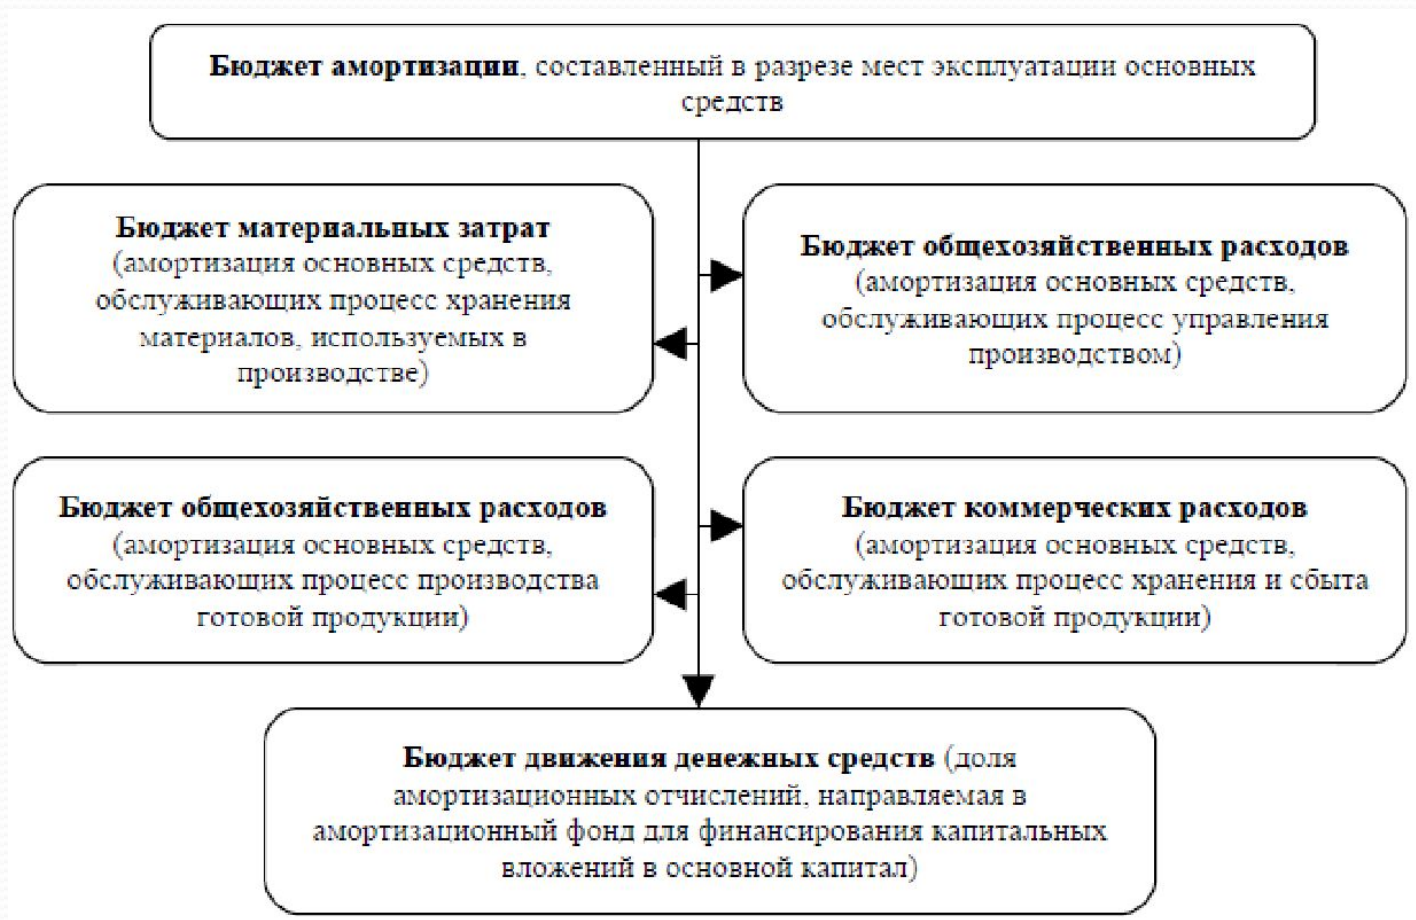 Бюджет амортизации, составленный в разрезе мест эксплуатации основных
средств
Бюджет материальных затрат
(амортизация основных средств,
обслуживающих процесс хранения
материалов, используемых в
производстве)
Бюджет общехозяйственных расходов
(амортизация основных средств,
обслуживающих процесс управления
производством)
Бюджет общехозяйственных расходов
(амортизация основных средств,
обслуживающих процесс производства
готовой продукции)
Бюджет коммерческих расходов
(амортизация основных средств,
обслуживающих процесс хранения и сбыта
готовой продукции)
Бюджет движения денежных средств (доля
амортизационных отчислений, направляемая в
амортизационный фонд для финансирования капитальных
вложений в основной капитал)